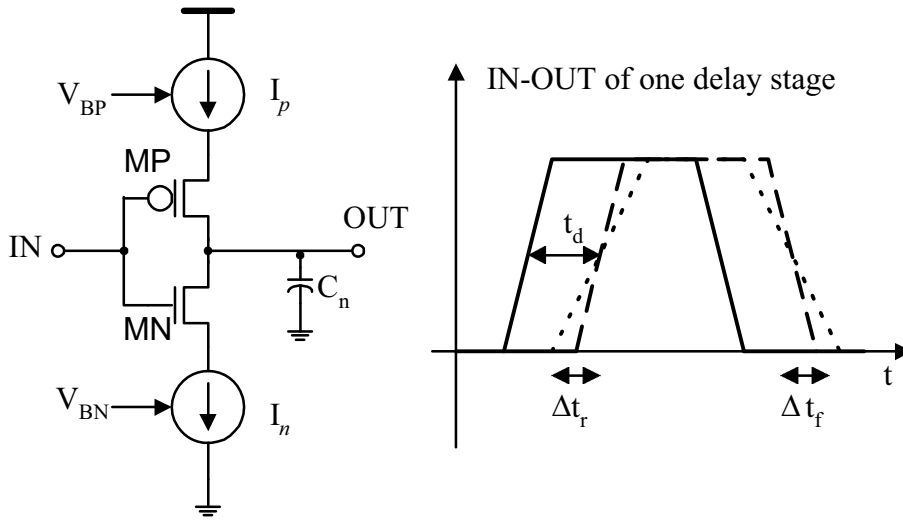 V_BP
I_p
MP
IN
OUT
C_n
MN
V_BN
I_n
IN-OUT of one delay stage
t_d
t
Δt_r
Δ t_f